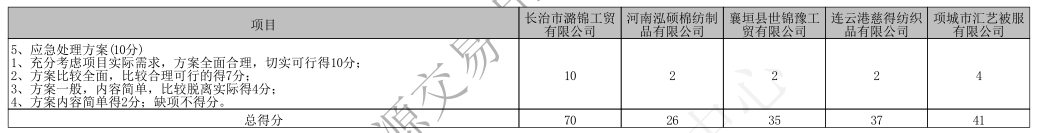 项目 长治市潞锦工贸有限公司 河南泓硕棉纺制品有限公司 襄垣县世锦豫工贸有限公司 连云港慈得纺织品有限公司 项城市汇艺被服有限公司
5、应急处理方案(10分)
1、充分考虑项目实际需求，方案全面合理，切实可行得10分；
2、方案比较全面，比较合理可行的得7分；
3、方案一般，内容简单，比较脱离实际得4分；
4、方案内容简单得2分；缺项不得分。
10 2 2 2 4
总得分 70 26 35 37 41
源交易
中心